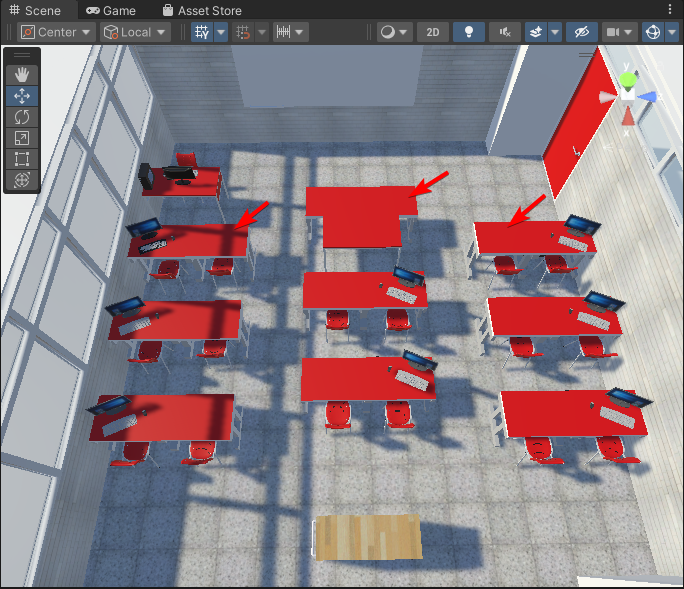 Scene
Game
Asset Store
Center
Local
Y
2D
y
x